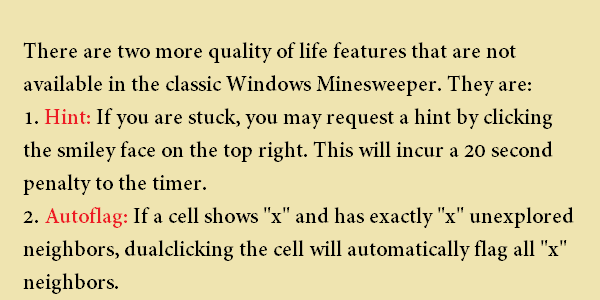 There are two more quality of life features that are not
available in the classic Windows Minesweeper. They are:
1. Hint: If you are stuck, you may request a hint by clicking
the smiley face on the top right. This will incur a 20 second
penalty to the timer.
2. Autoflag: If a cell shows "x" and has exactly "x" unexplored
neighbors, dualclicking the cell will automatically flag all "x"
neighbors.